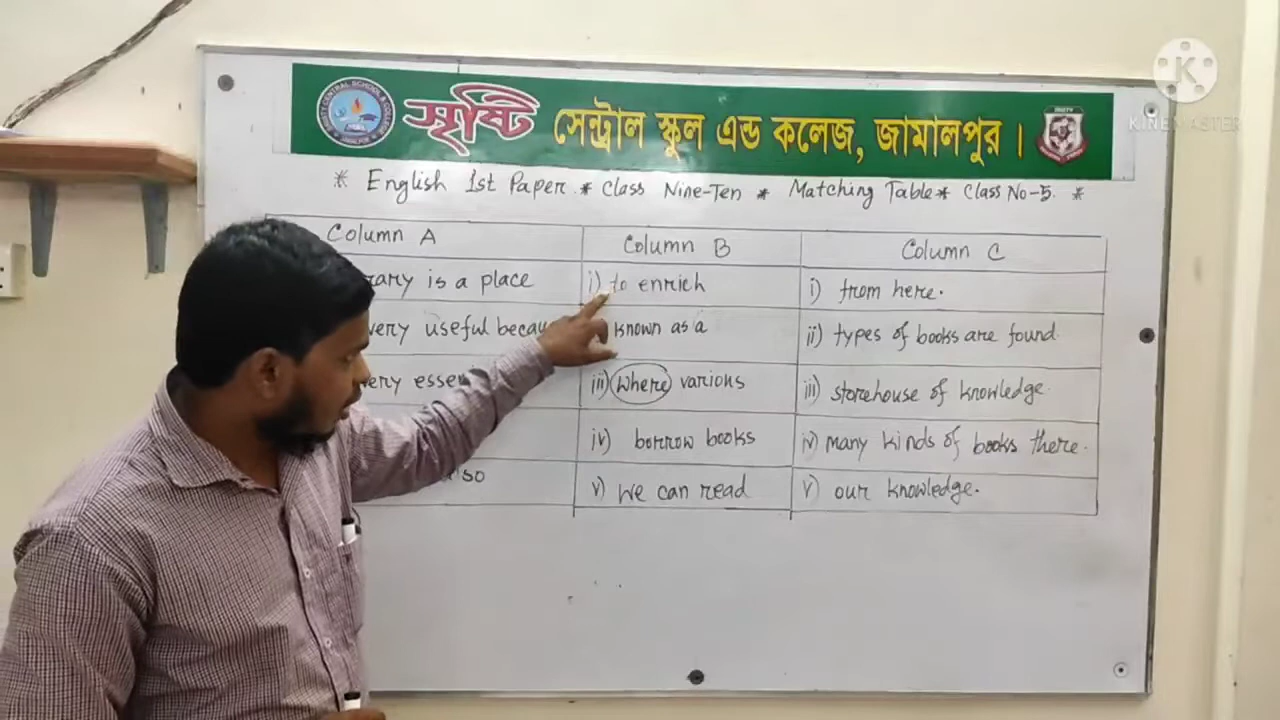 সৃষ্টি সেন্ট্রাল স্কুল এন্ড কলেজ, জামালপুর।
KINEMASTER
* English 1st Paper * Class Nine-Ten * Matching Table * Class No-5. *
Column A Column B Column C
is a place i) to enrich i) from here.
very useful known as a ii) types of books are found.
iii) where various iii) storehouse of knowledge.
iv) borrow books iv) many kinds of books there.
v) we can read v) our knowledge.